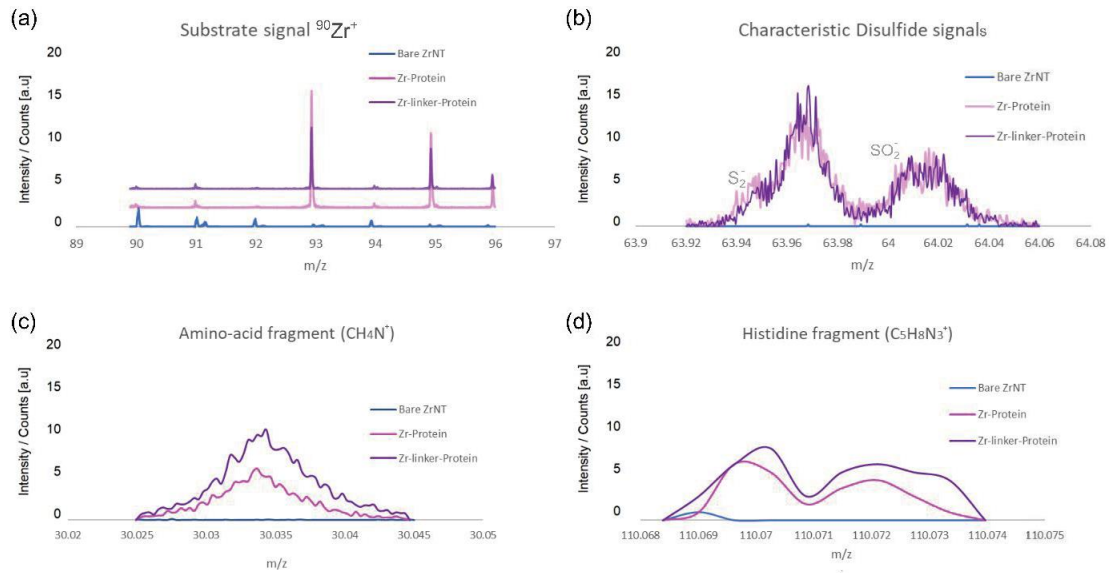 (a)
Substrate signal ⁹⁰Zr⁺
Intensity / Counts [a.u]
20
15
10
5
0
89 90 91 92 93 94 95 96 97
m/z
Bare ZrNT
Zr-Protein
Zr-linker-Protein
(b)
Characteristic Disulfide signals
Intensity / Counts [a.u]
20
15
10
5
0
63.9 63.92 63.94 63.96 63.98 64 64.02 64.04 64.06 64.08
m/z
Bare ZrNT
Zr-Protein
Zr-linker-Protein
S₂⁻
SO₂⁻
(c)
Amino-acid fragment (CH4N⁺)
Intensity / Counts [a.u]
20
15
10
5
0
30.02 30.025 30.03 30.035 30.04 30.045 30.05
m/z
Bare ZrNT
Zr-Protein
Zr-linker-Protein
(d)
Histidine fragment (C5H8N3⁺)
Intensity / Counts [a.u]
20
15
10
5
0
110.068 110.069 110.07 110.071 110.072 110.073 110.074 110.075
m/z
Bare ZrNT
Zr-Protein
Zr-linker-Protein